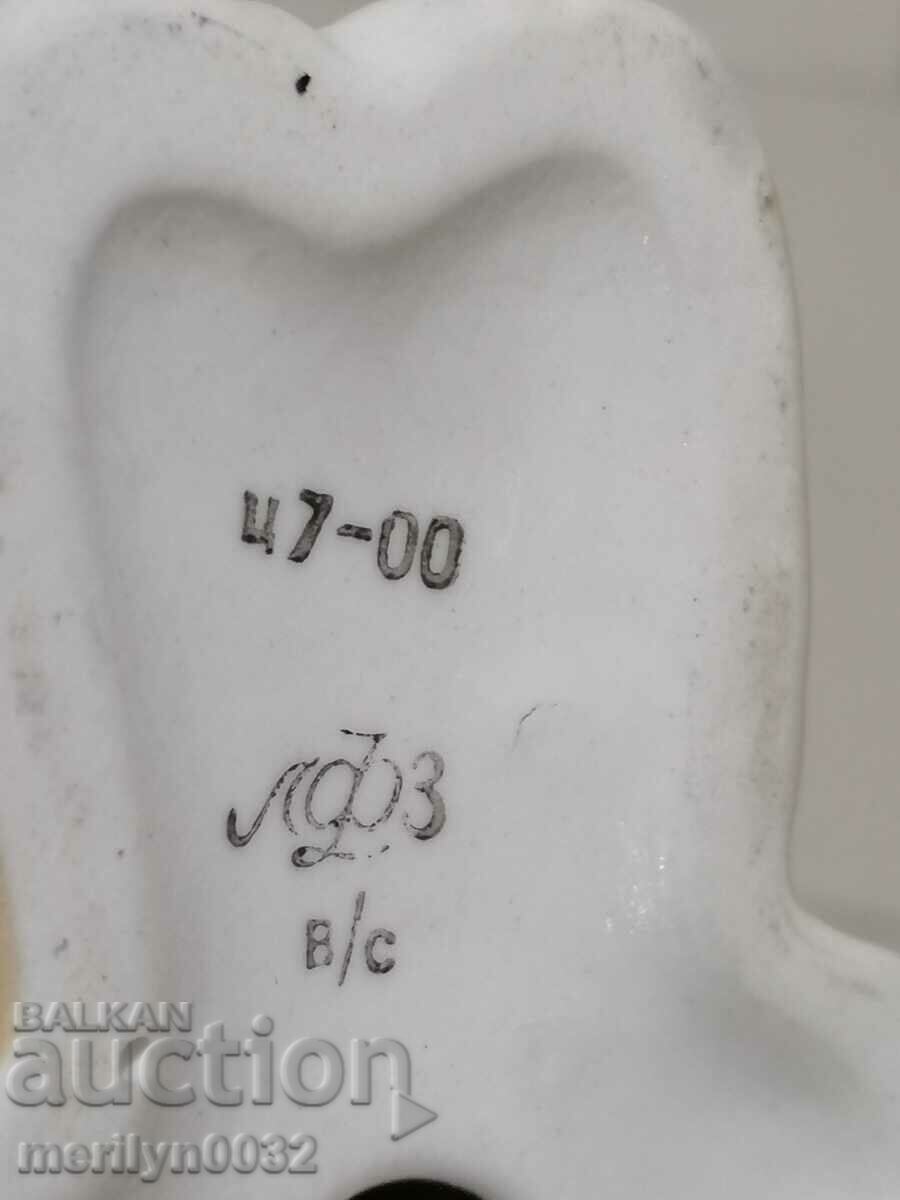 ц7-00
ЛФЗ
в/с
BALKAN
auction
merilyn0032